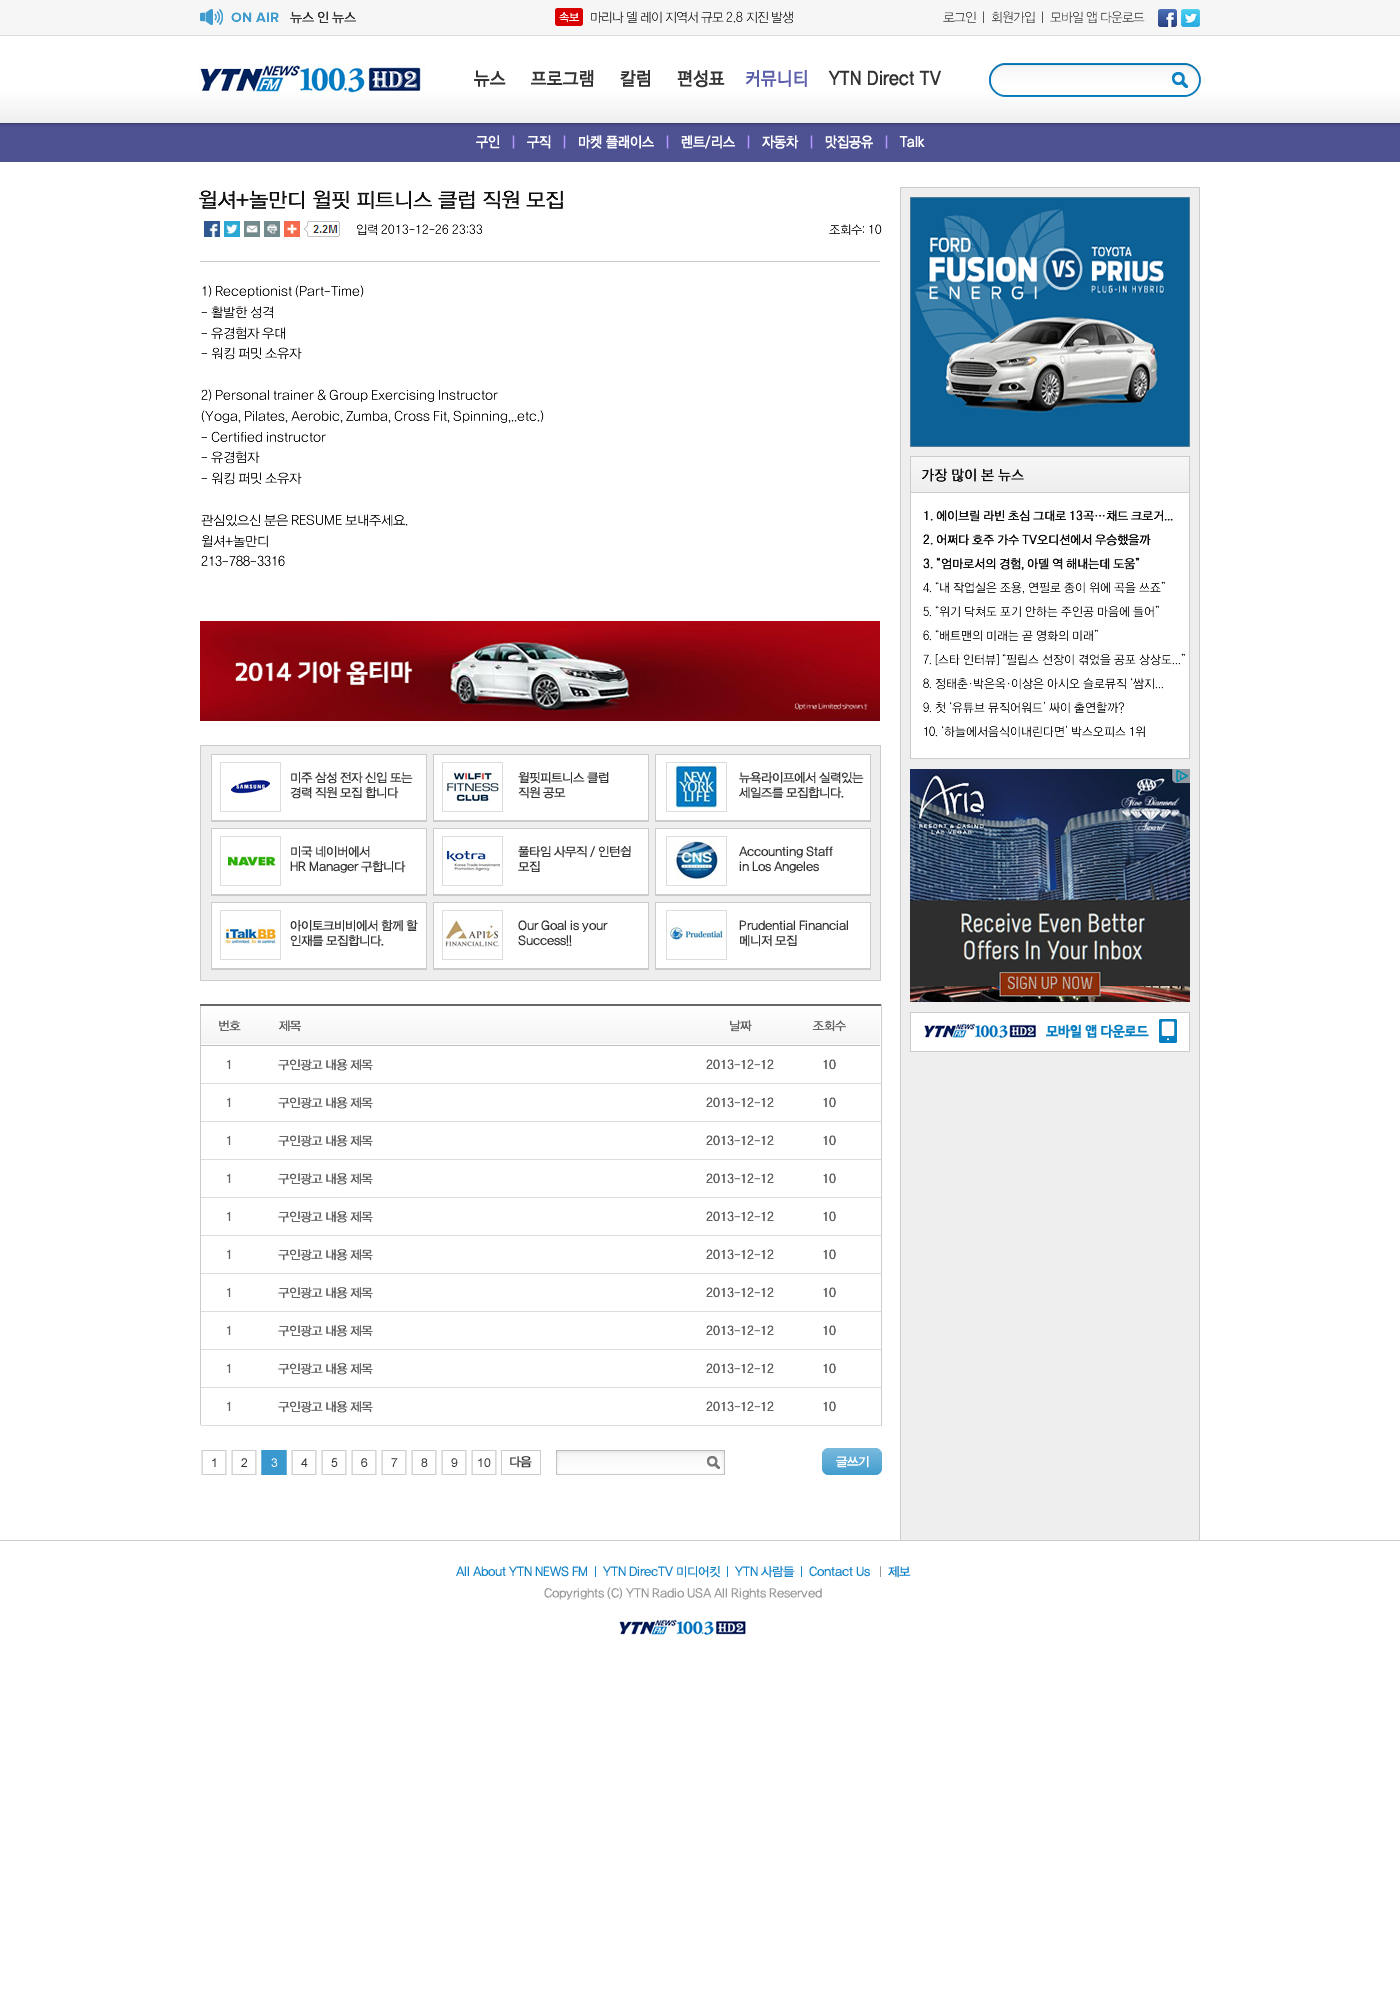 ON AIR 뉴스 인 뉴스
속보 마리나 델 레이 지역서 규모 2.8 지진 발생
로그인 | 회원가입 | 모바일 앱 다운로드
YTN NEWS FM 100.3 HD2
뉴스 프로그램 칼럼 편성표 커뮤니티 YTN Direct TV
구인 | 구직 | 마켓 플래이스 | 렌트/리스 | 자동차 | 맛집공유 | Talk
윌셔+놀만디 윌핏 피트니스 클럽 직원 모집
2.2M 입력 2013-12-26 23:33
조회수: 10
1) Receptionist (Part-Time)
- 활발한 성격
- 유경험자 우대
- 워킹 퍼밋 소유자
2) Personal trainer & Group Exercising Instructor
(Yoga, Pilates, Aerobic, Zumba, Cross Fit, Spinning,..etc.)
- Certified instructor
- 유경험자
- 워킹 퍼밋 소유자
관심있으신 분은 RESUME 보내주세요.
윌셔+놀만디
213-788-3316
2014 기아 옵티마
Optima Limited shown.†
SAMSUNG
미주 삼성 전자 신입 또는
경력 직원 모집 합니다
WiLFiT
FITNESS
CLUB
윌핏피트니스 클럽
직원 공모
NEW
YORK
LIFE
뉴욕라이프에서 실력있는
세일즈를 모집합니다.
NAVER
미국 네이버에서
HR Manager 구합니다
kotra
Korea Trade-Investment
Promotion Agency
풀타임 사무직 / 인턴쉽
모집
CNS
Accounting Staff
in Los Angeles
iTalkBB
아이토크비비에서 함께 할
인재를 모집합니다.
APIIS
FINANCIAL, INC.
Our Goal is your
Success!!
Prudential
Prudential Financial
메니저 모집
번호 제목 날짜 조회수
1 구인광고 내용 제목 2013-12-12 10
1 구인광고 내용 제목 2013-12-12 10
1 구인광고 내용 제목 2013-12-12 10
1 구인광고 내용 제목 2013-12-12 10
1 구인광고 내용 제목 2013-12-12 10
1 구인광고 내용 제목 2013-12-12 10
1 구인광고 내용 제목 2013-12-12 10
1 구인광고 내용 제목 2013-12-12 10
1 구인광고 내용 제목 2013-12-12 10
1 구인광고 내용 제목 2013-12-12 10
1 2 3 4 5 6 7 8 9 10 다음
글쓰기
FORD
FUSION
ENERGI
VS
TOYOTA
PRIUS
PLUG-IN HYBRID
가장 많이 본 뉴스
1. 에이브릴 라빈 초심 그대로 13곡…채드 크로거...
2. 어쩌다 호주 가수 TV오디션에서 우승했을까
3. “엄마로서의 경험, 아델 역 해내는데 도움”
4. “내 작업실은 조용, 연필로 종이 위에 곡을 쓰죠”
5. “위기 닥쳐도 포기 안하는 주인공 마음에 들어”
6. “배트맨의 미래는 곧 영화의 미래”
7. [스타 인터뷰] “필립스 선장이 겪었을 공포 상상도...”
8. 정태춘·박은옥·이상은 아시오 슬로뮤직 ‘쌈지...
9. 첫 ‘유튜브 뮤직어워드’ 싸이 출연할까?
10. ‘하늘에서음식이내린다면’ 박스오피스 1위
Aria
RESORT & CASINO
LAS VEGAS
AAA
Five Diamond
Award
Receive Even Better
Offers In Your Inbox
SIGN UP NOW
YTN NEWS FM 100.3 HD2 모바일 앱 다운로드
All About YTN NEWS FM | YTN DirecTV 미디어킷 | YTN 사람들 | Contact Us | 제보
Copyrights (C) YTN Radio USA All Rights Reserved
YTN NEWS FM 100.3 HD2